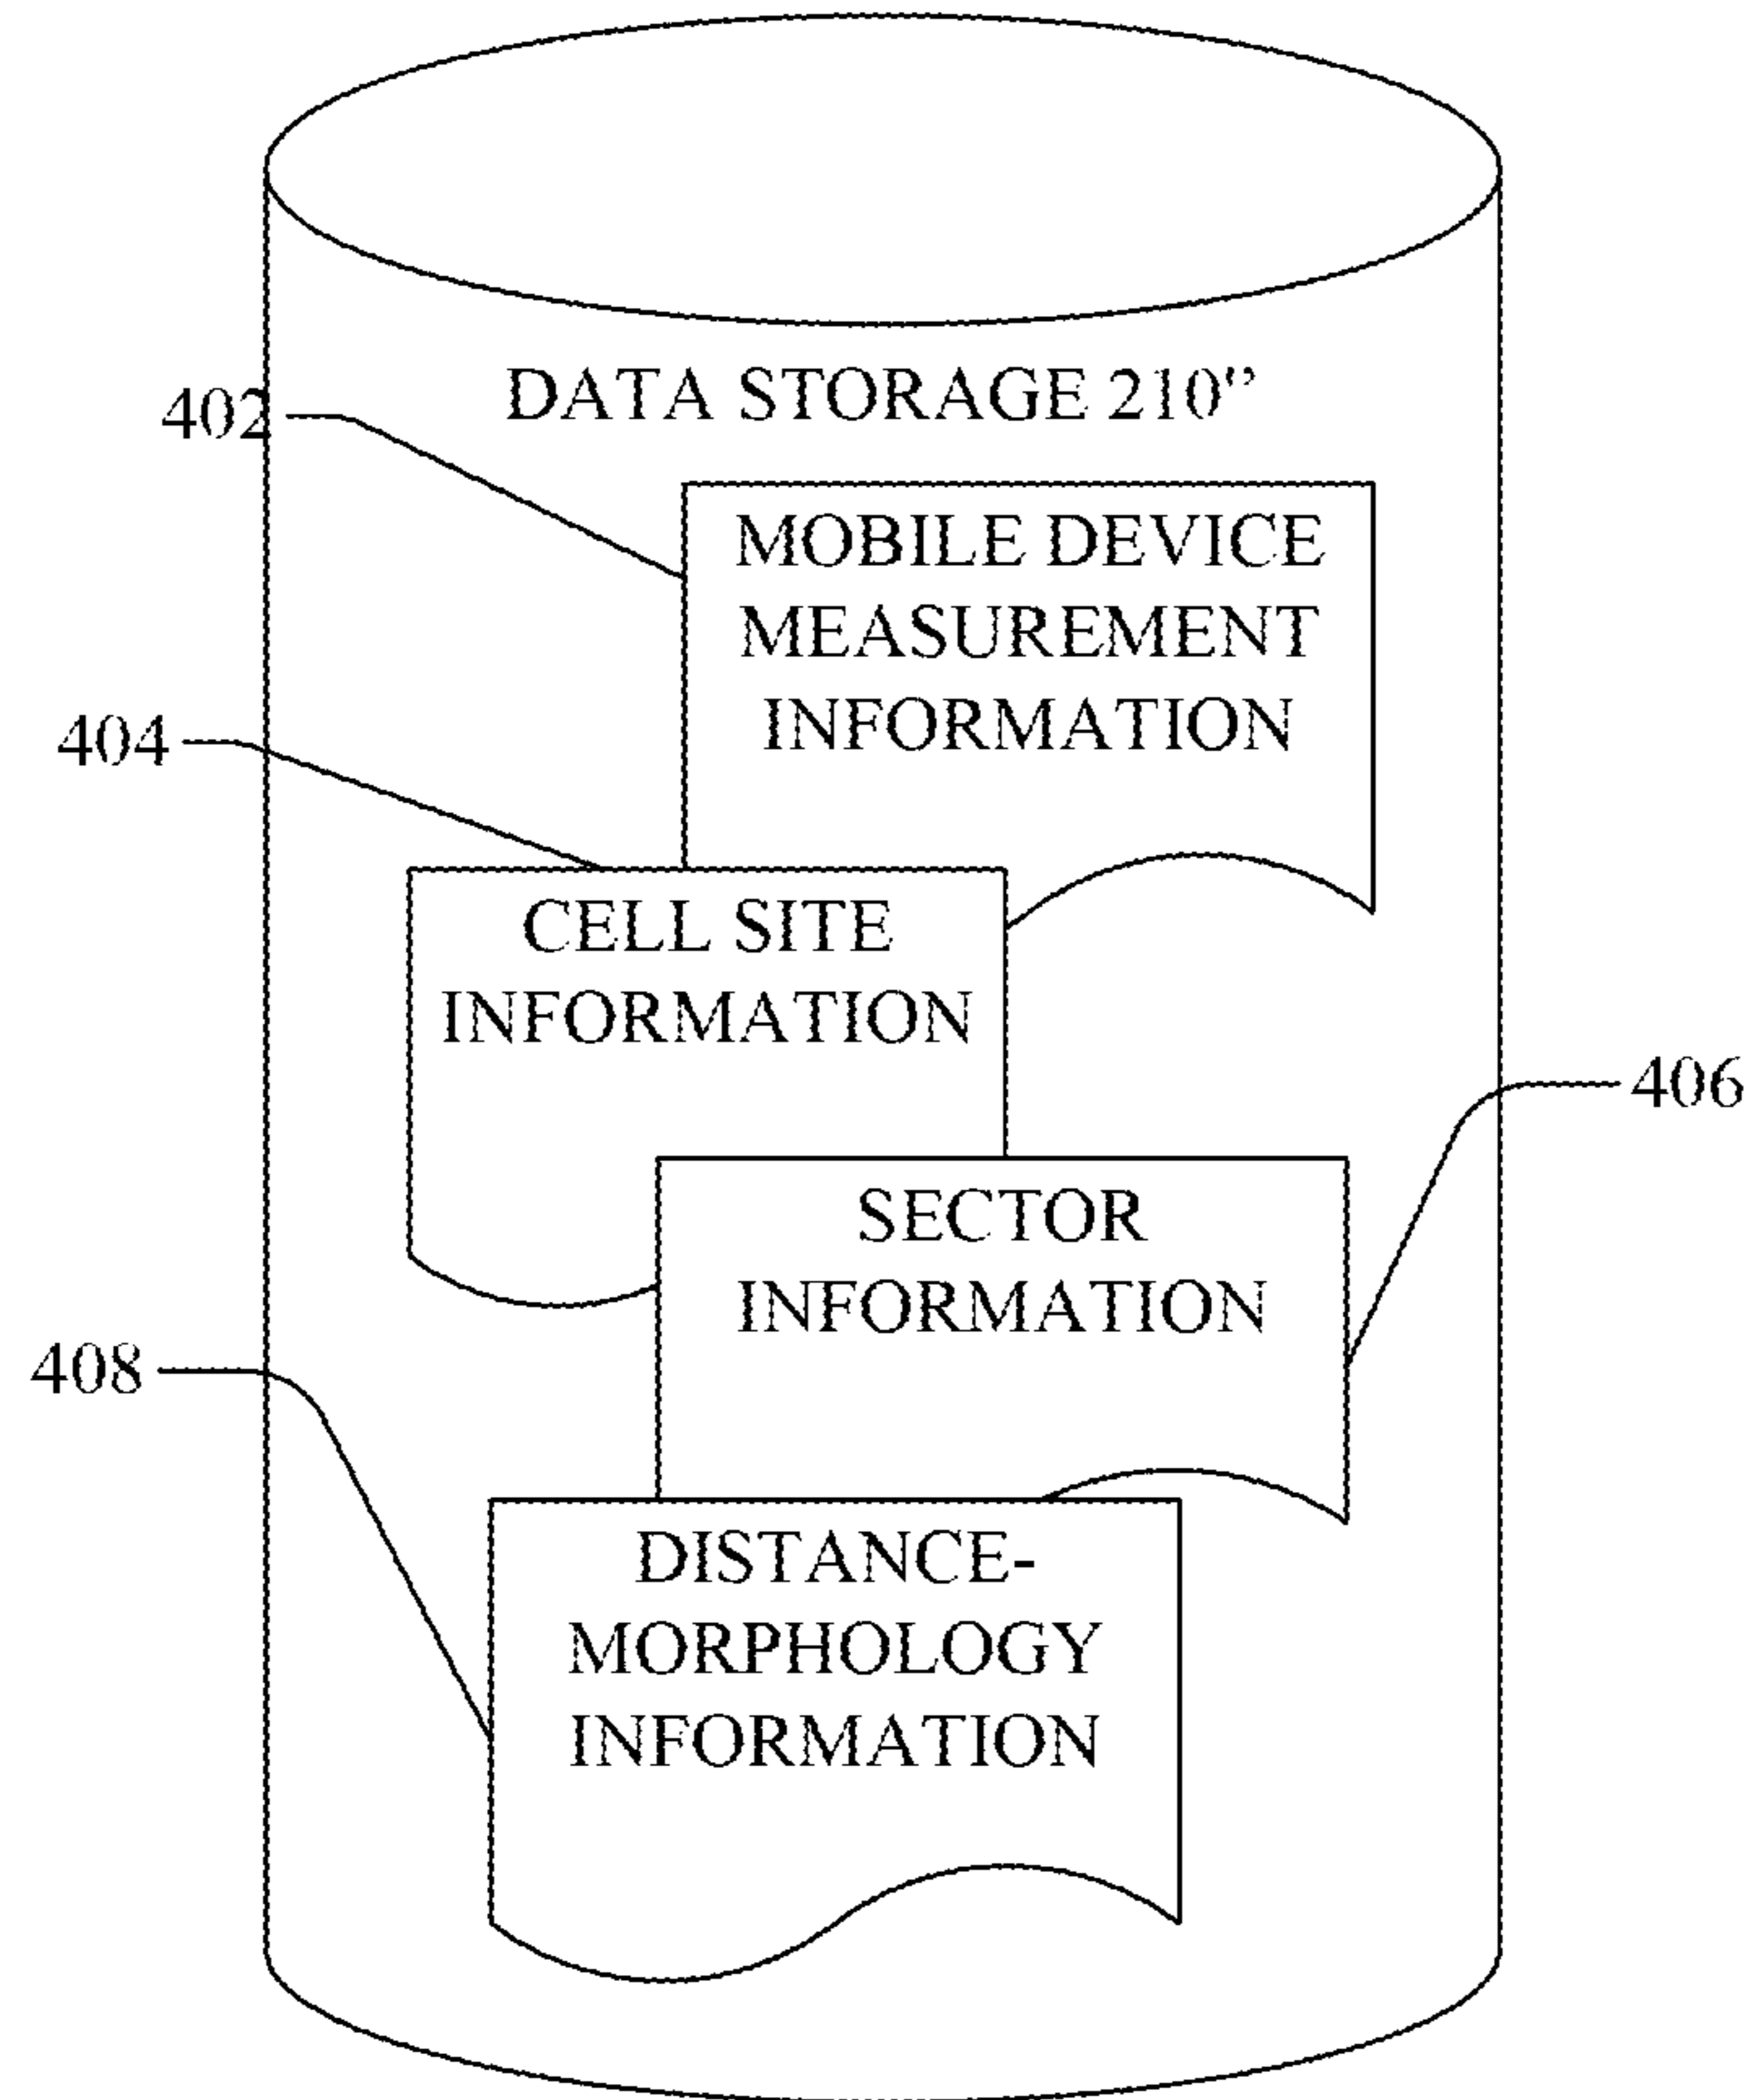 DATA STORAGE 210”
402
MOBILE DEVICE
MEASUREMENT
INFORMATION
404
CELL SITE
INFORMATION
406
SECTOR
INFORMATION
408
DISTANCE-
MORPHOLOGY
INFORMATION